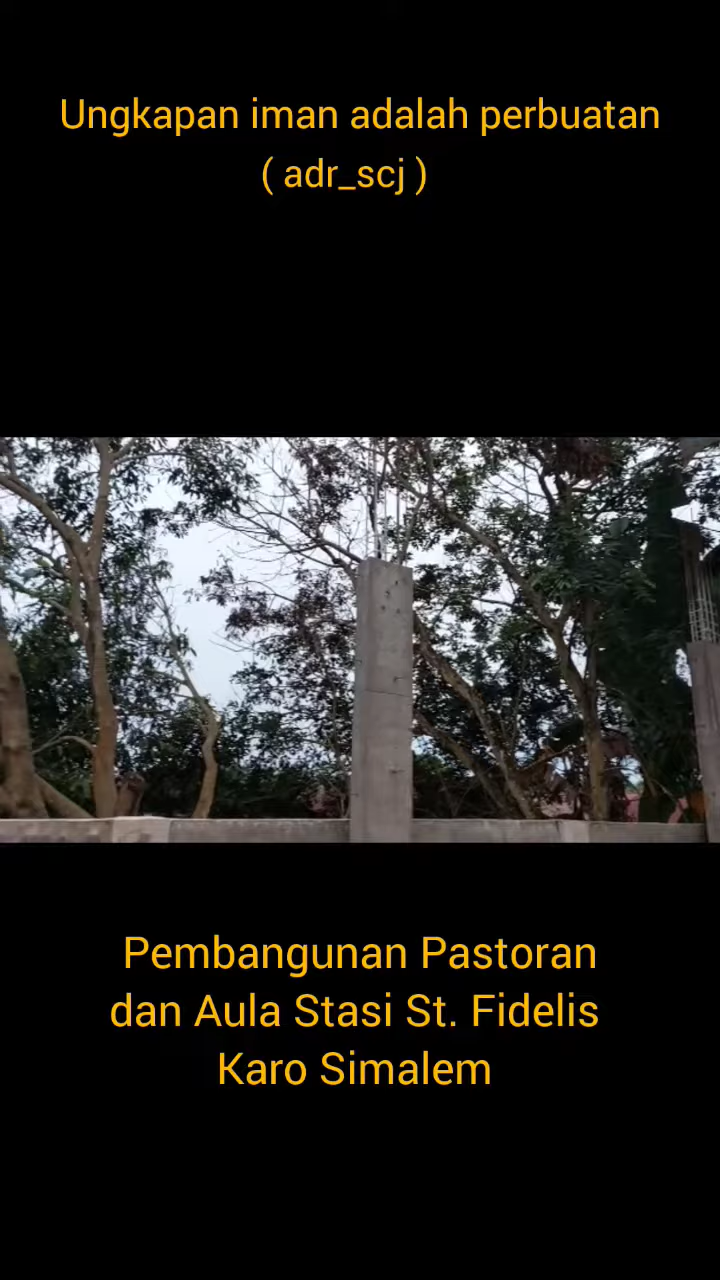 Ungkapan iman adalah perbuatan
( adr_scj )
Pembangunan Pastoran
dan Aula Stasi St. Fidelis
Karo Simalem